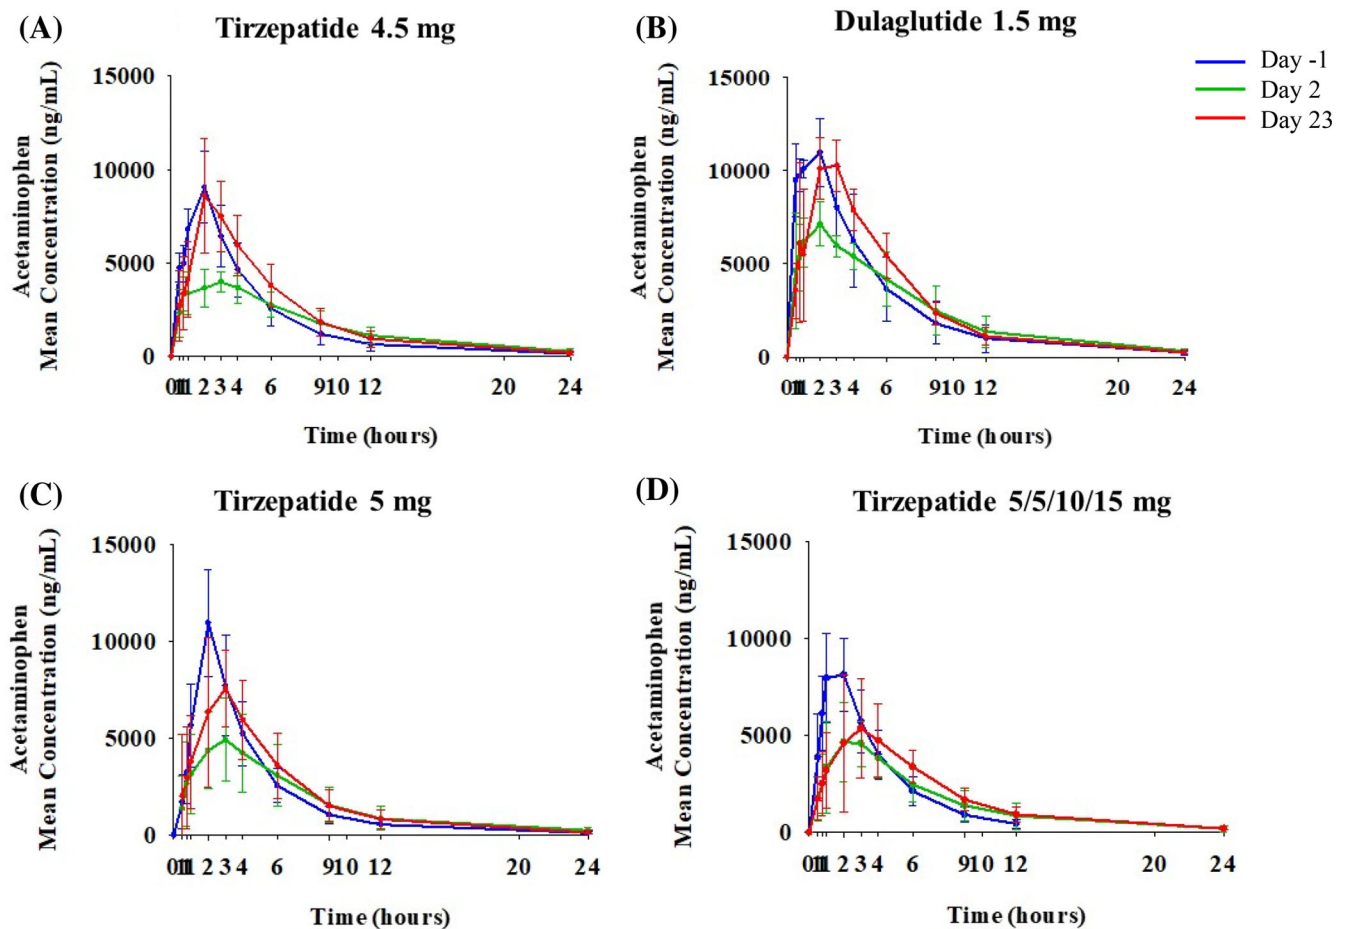 (A)
Tirzepatide 4.5 mg
Acetaminophen
Mean Concentration (ng/mL)
15000
10000
5000
0
2 3 4 6 9 10 12 20 24
Time (hours)
(B)
Dulaglutide 1.5 mg
Acetaminophen
Mean Concentration (ng/mL)
15000
10000
5000
0
2 3 4 6 9 10 12 20 24
Time (hours)
Day -1
Day 2
Day 23
(C)
Tirzepatide 5 mg
Acetaminophen
Mean Concentration (ng/mL)
15000
10000
5000
0
2 3 4 6 9 10 12 20 24
Time (hours)
(D)
Tirzepatide 5/5/10/15 mg
Acetaminophen
Mean Concentration (ng/mL)
15000
10000
5000
0
2 3 4 6 9 10 12 20 24
Time (hours)